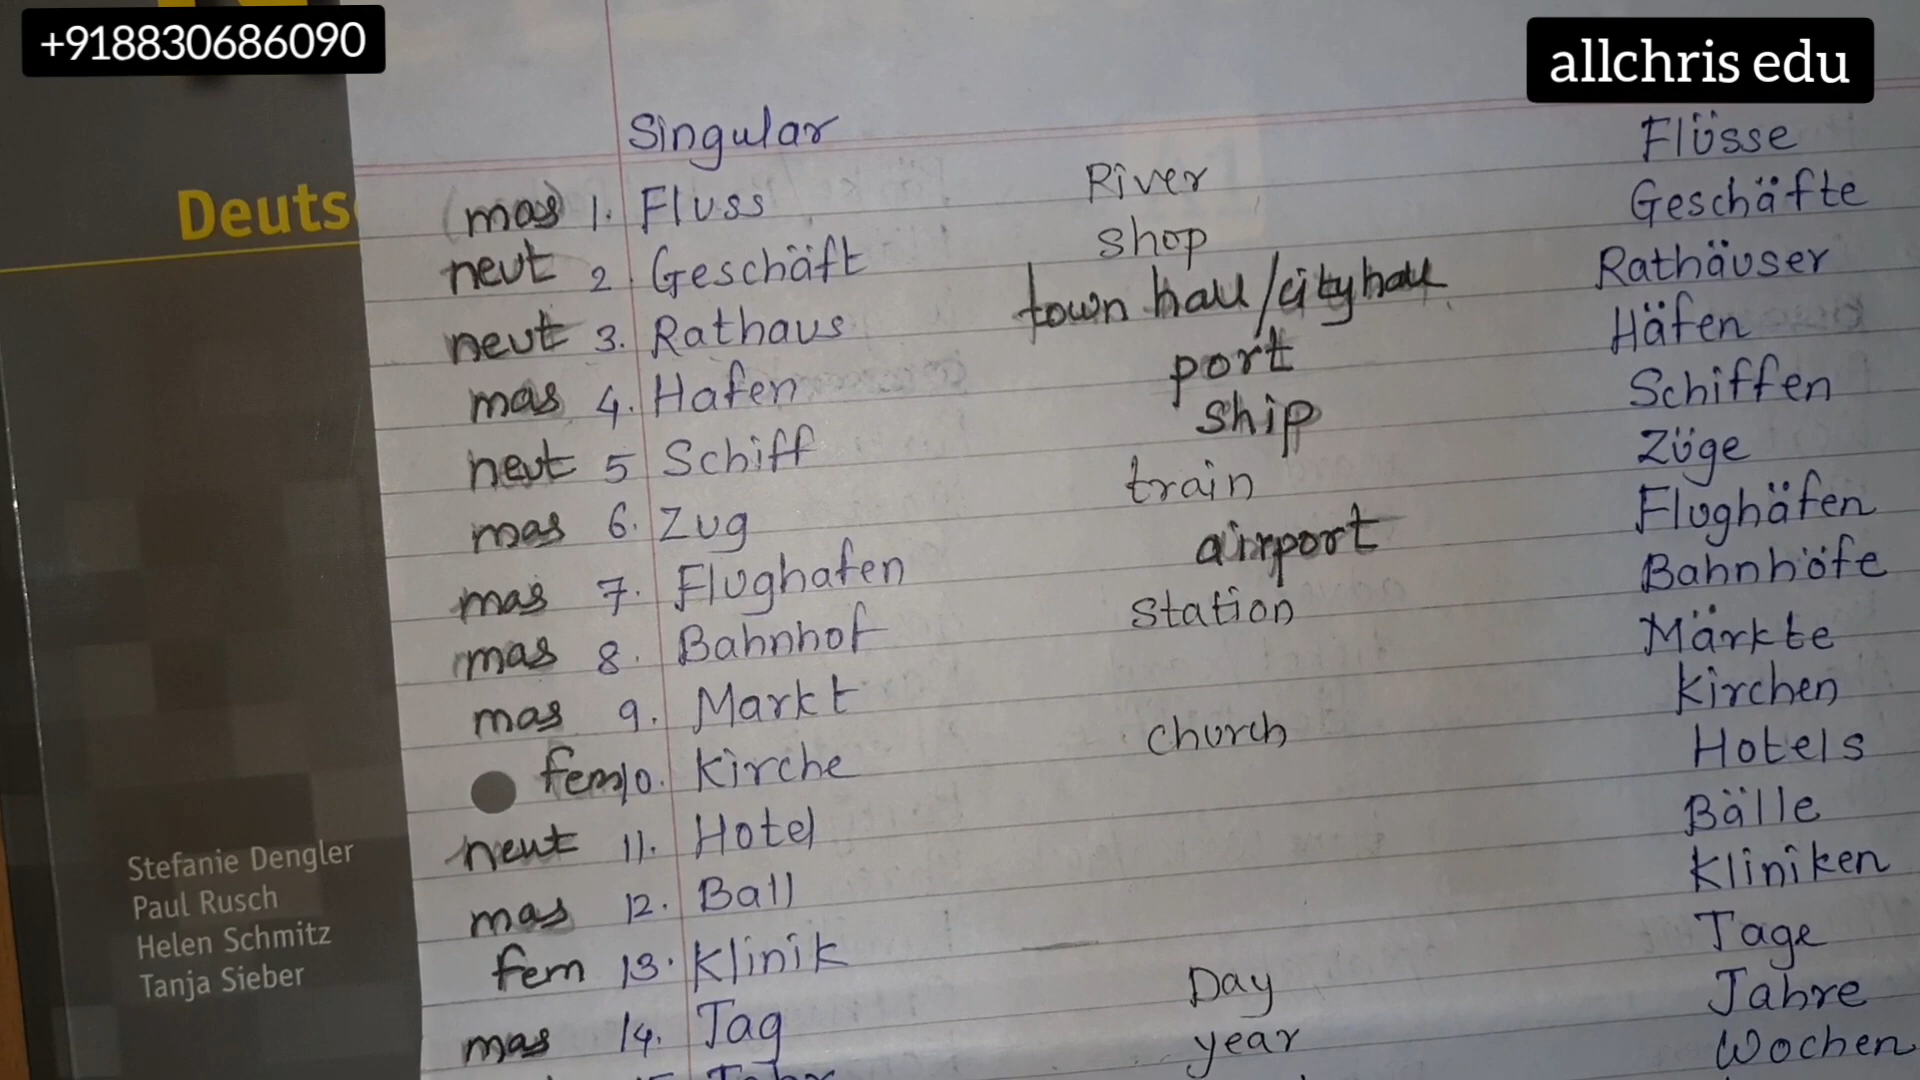 +918830686090
allchris edu
Deuts
Singular
(mas) 1. Fluss River Flüsse
neut 2. Geschäft shop Geschäfte
neut 3. Rathaus town hall/city hall Rathäuser
mas 4. Hafen port Häfen
neut 5 Schiff ship Schiffen
mas 6. Zug train Züge
mas 7. Flughafen airport Flughäfen
mas 8. Bahnhof Station Bahnhöfe
mas 9. Markt Märkte
fem 10. Kirche church Kirchen
neut 11. Hotel Hotels
mas 12. Ball Bälle
fem 13. Klinik Kliniken
mas 14. Tag Day Tage
year Jahre
Wochen
Stefanie Dengler
Paul Rusch
Helen Schmitz
Tanja Sieber